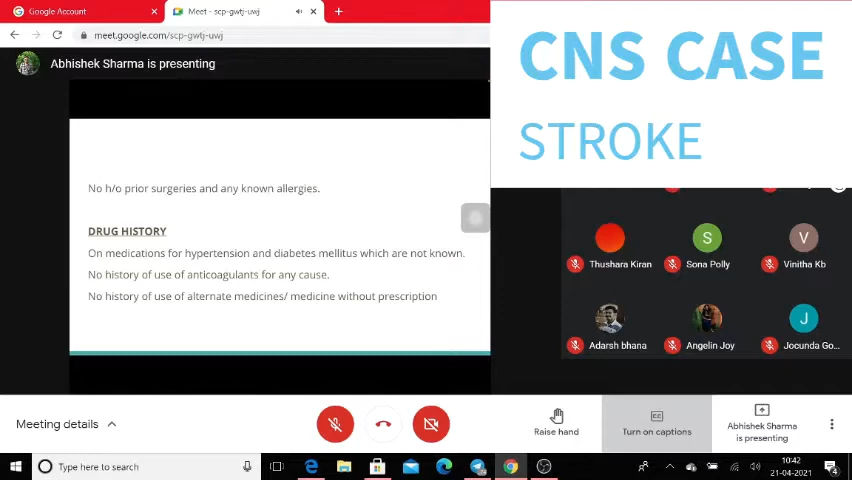 Google Account
Meet - scp-gwtj-uwj
meet.google.com/scp-gwtj-uwj
Abhishek Sharma is presenting
CNS CASE
STROKE
No h/o prior surgeries and any known allergies.
DRUG HISTORY
On medications for hypertension and diabetes mellitus which are not known.
No history of use of anticoagulants for any cause.
No history of use of alternate medicines/ medicine without prescription
S
V
Thushara Kiran
Sona Polly
Vinitha Kb
J
Adarsh bhana
Angelin Joy
Jocunda Go...
Meeting details
Raise hand
CC
Turn on captions
Abhishek Sharma
is presenting
Type here to search
10:42
21-04-2021
4